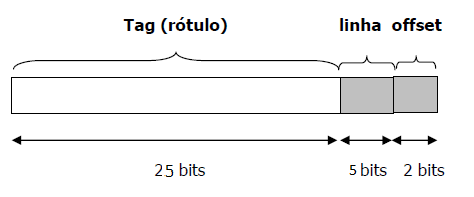 Tag (rótulo) linha offset
25 bits 5 bits 2 bits